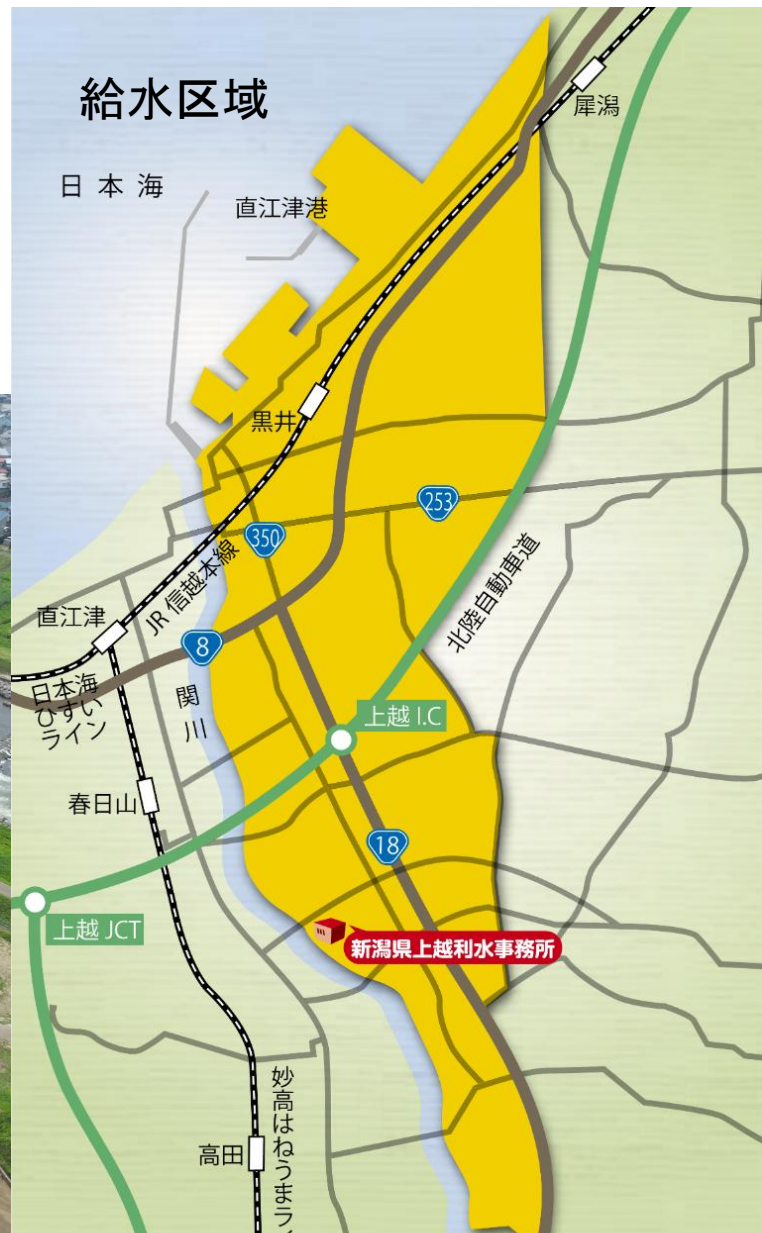 給水区域
日本海
犀潟
直江津港
黒井
253
350
JR信越本線
北陸自動車道
直江津
8
日本海
ひすい
ライン
関川
上越 I.C
春日山
18
上越 JCT
新潟県上越利水事務所
妙高はねうまライ
高田